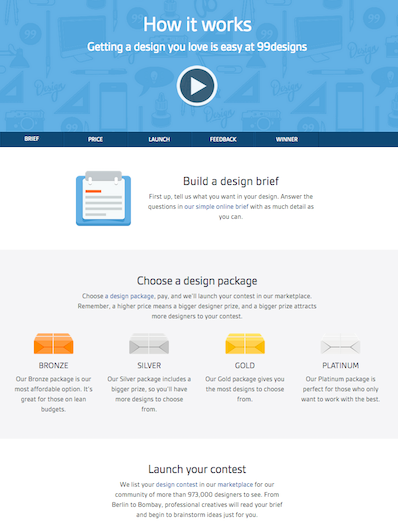 How it works
Getting a design you love is easy at 99designs
BRIEF PRICE LAUNCH FEEDBACK WINNER
Build a design brief
First up, tell us what you want in your design. Answer the
questions in our simple online brief with as much detail as
you can.
Choose a design package
Choose a design package, pay, and we'll launch your contest in our marketplace.
Remember, a higher price means a bigger designer prize, and a bigger prize attracts
more designers to your contest.
BRONZE
Our Bronze package is our
most affordable option. It's
great for those on lean
budgets.
SILVER
Our Silver package includes a
bigger prize, so you'll have
more designs to choose
from.
GOLD
Our Gold package gives you
the most designs to choose
from.
PLATINUM
Our Platinum package is
perfect for those who only
want to work with the best.
Launch your contest
We list your design contest in our marketplace for our
community of more than 973,000 designers to see. From
Berlin to Bombay, professional creatives will read your brief
and begin to brainstorm ideas just for you.